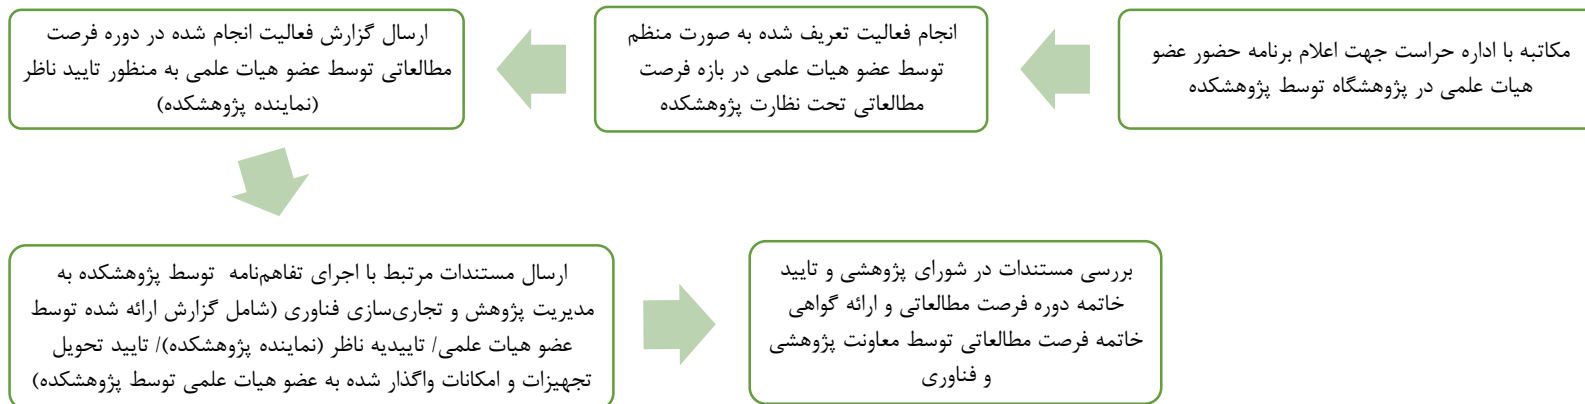 مکاتبه با اداره حراست جهت اعلام برنامه حضور عضو
هیات علمی در پژوهشگاه توسط پژوهشکده
انجام فعالیت تعریف شده به صورت منظم
توسط عضو هیات علمی در بازه فرصت
مطالعاتی تحت نظارت پژوهشکده
ارسال گزارش فعالیت انجام شده در دوره فرصت
مطالعاتی توسط عضو هیات علمی به منظور تایید ناظر
(نماینده پژوهشکده)
ارسال مستندات مرتبط با اجرای تفاهم‌نامه توسط پژوهشکده به
مدیریت پژوهش و تجاری‌سازی فناوری (شامل گزارش ارائه شده توسط
عضو هیات علمی/ تاییدیه ناظر (نماینده پژوهشکده)/ تایید تحویل
تجهیزات و امکانات واگذار شده به عضو هیات علمی توسط پژوهشکده)
بررسی مستندات در شورای پژوهشی و تایید
خاتمه دوره فرصت مطالعاتی و ارائه گواهی
خاتمه فرصت مطالعاتی توسط معاونت پژوهشی
و فناوری